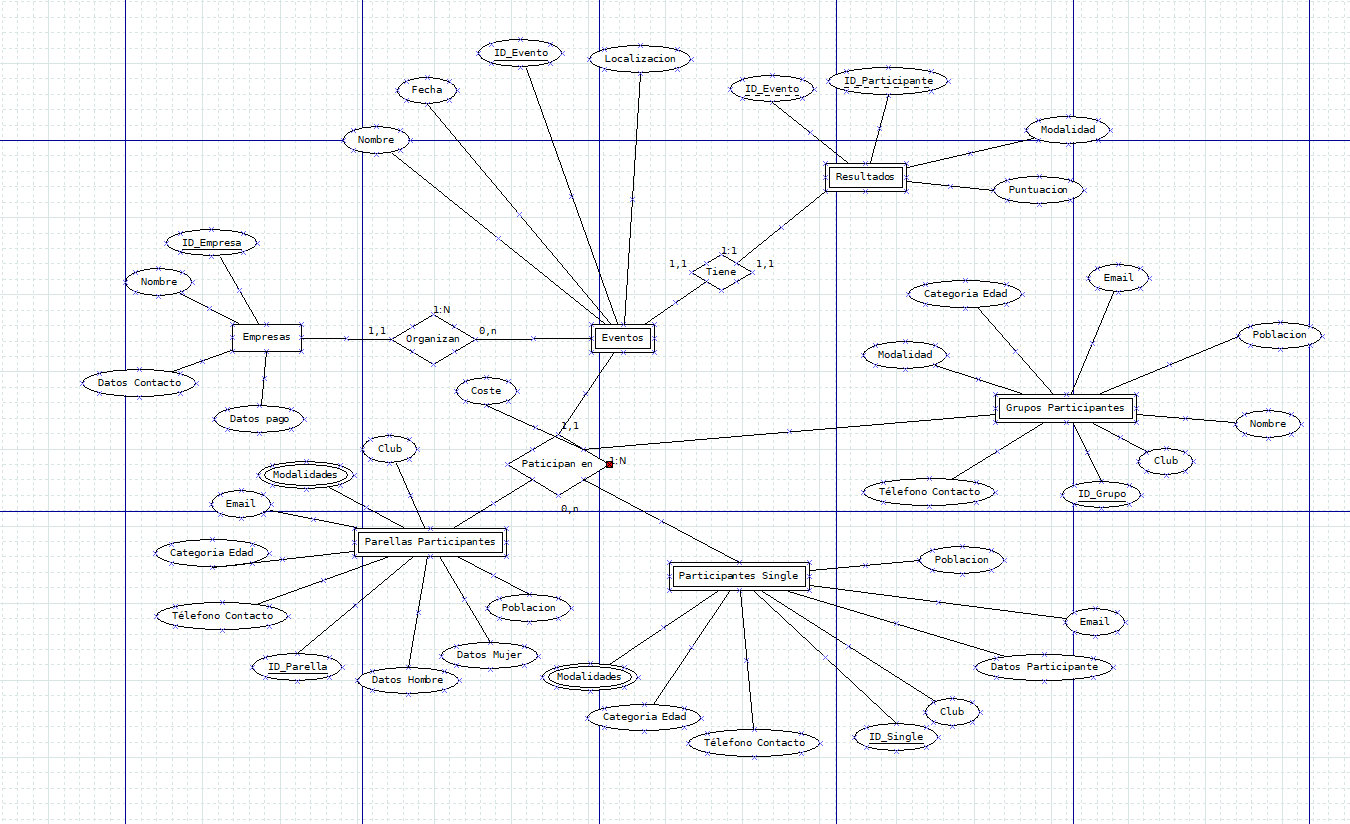 ID_Evento
Localizacion
Fecha
ID_Evento
ID_Participante
Nombre
Modalidad
Resultados
Puntuacion
ID_Empresa
1:1
1,1
1,1
Tiene
Nombre
Categoria Edad
Email
1:N
Empresas
1,1
Organizan
0,n
Eventos
Poblacion
Modalidad
Datos Contacto
Coste
Grupos Participantes
Datos pago
1,1
Nombre
Club
Paticipan en
1:N
Club
Modalidades
Télefono Contacto
ID_Grupo
Email
0,n
Parellas Participantes
Categoria Edad
Participantes Single
Poblacion
Télefono Contacto
Poblacion
Email
ID_Parella
Datos Hombre
Datos Mujer
Modalidades
Datos Participante
Categoria Edad
Club
Télefono Contacto
ID_Single